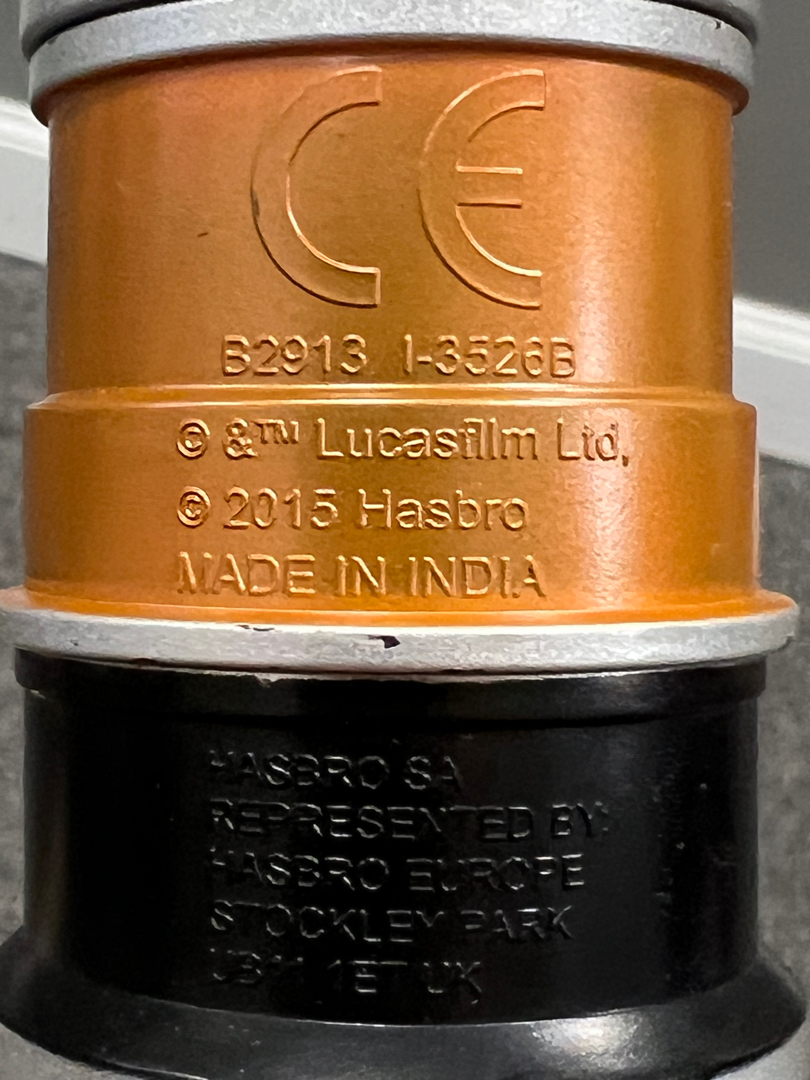 CE
B2913 I-3526B
© &™ Lucasfilm Ltd,
© 2015 Hasbro
MADE IN INDIA
HASBRO SA
REPRESENTED BY:
HASBRO EUROPE
STOCKLEY PARK
UB11 1ET UK